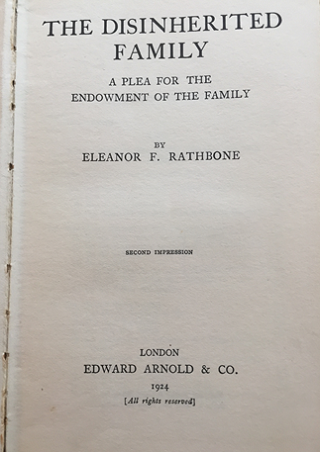 THE DISINHERITED
FAMILY
A PLEA FOR THE
ENDOWMENT OF THE FAMILY
BY
ELEANOR F. RATHBONE
SECOND IMPRESSION
LONDON
EDWARD ARNOLD & CO.
1924
[All rights reserved]